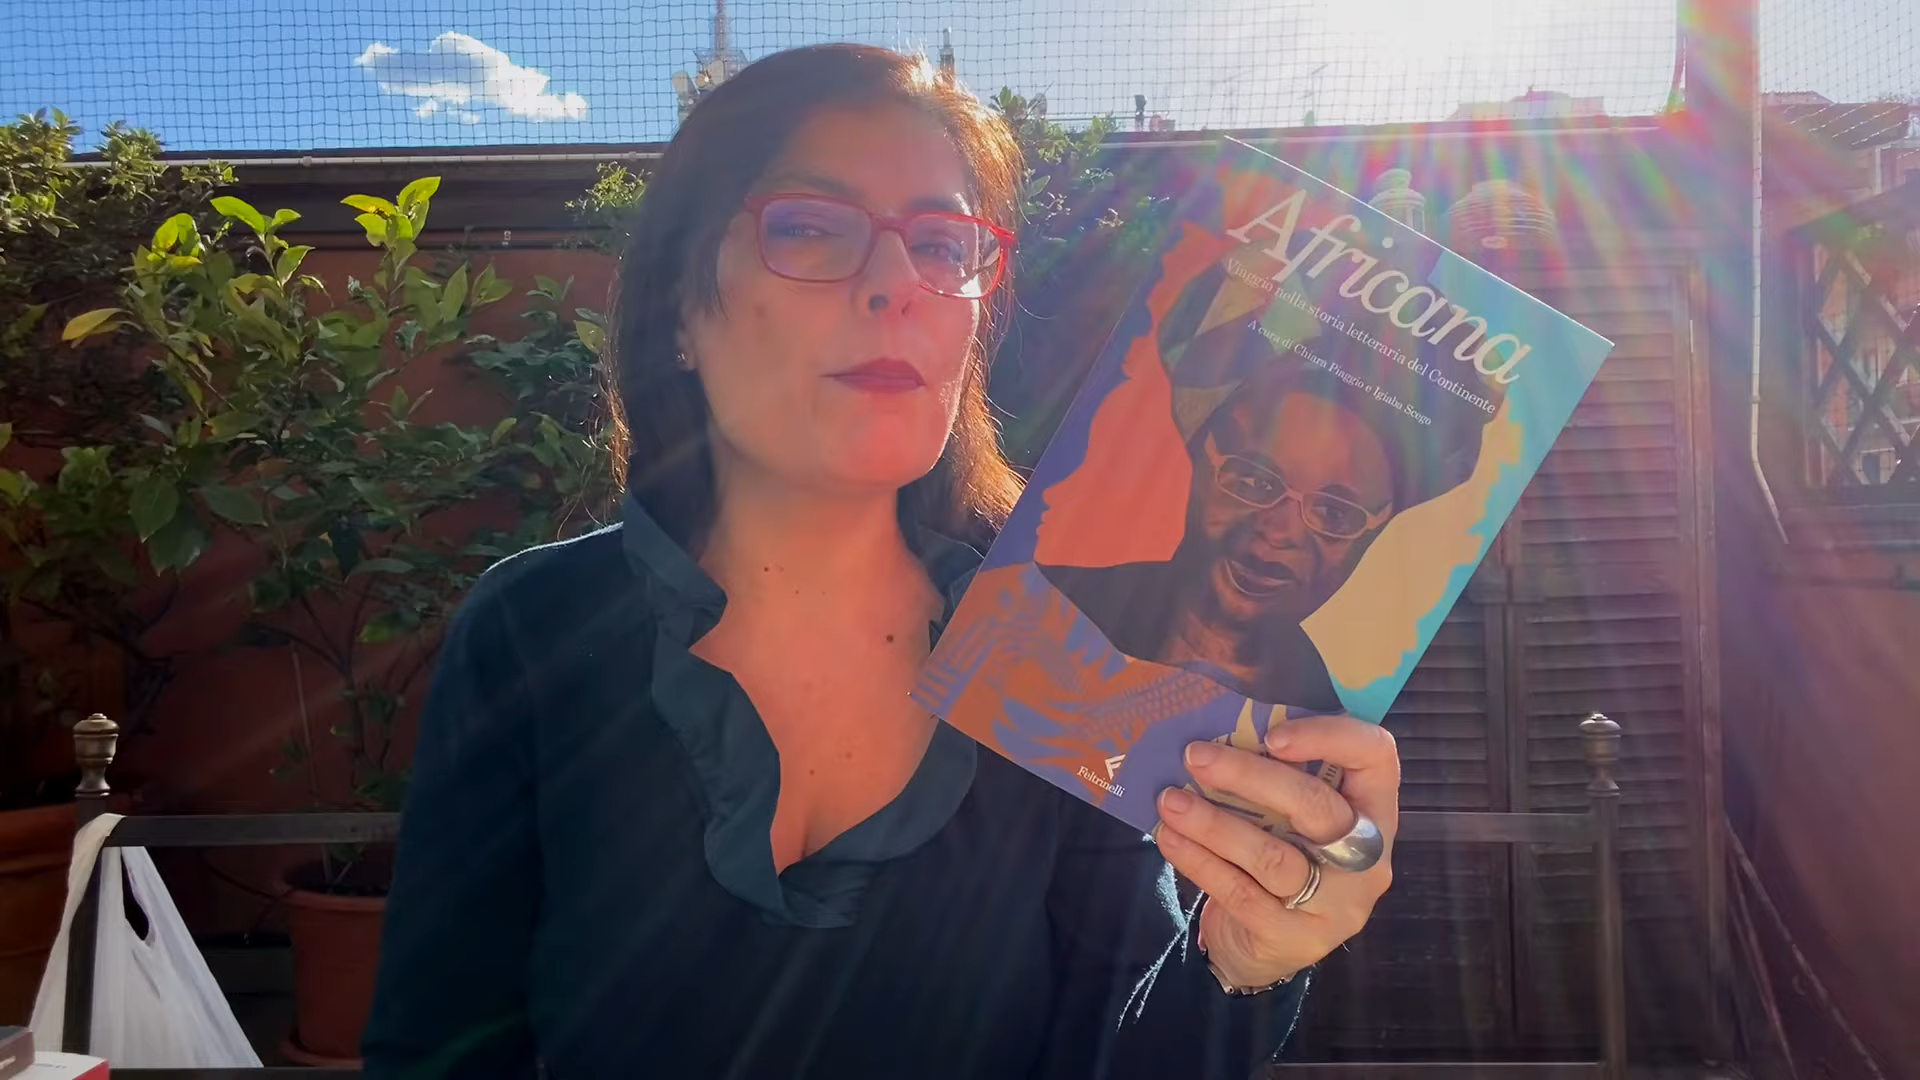 Africana
Viaggio nella storia letteraria del Continente
A cura di Chiara Piaggio e Igiaba Scego
F
Feltrinelli